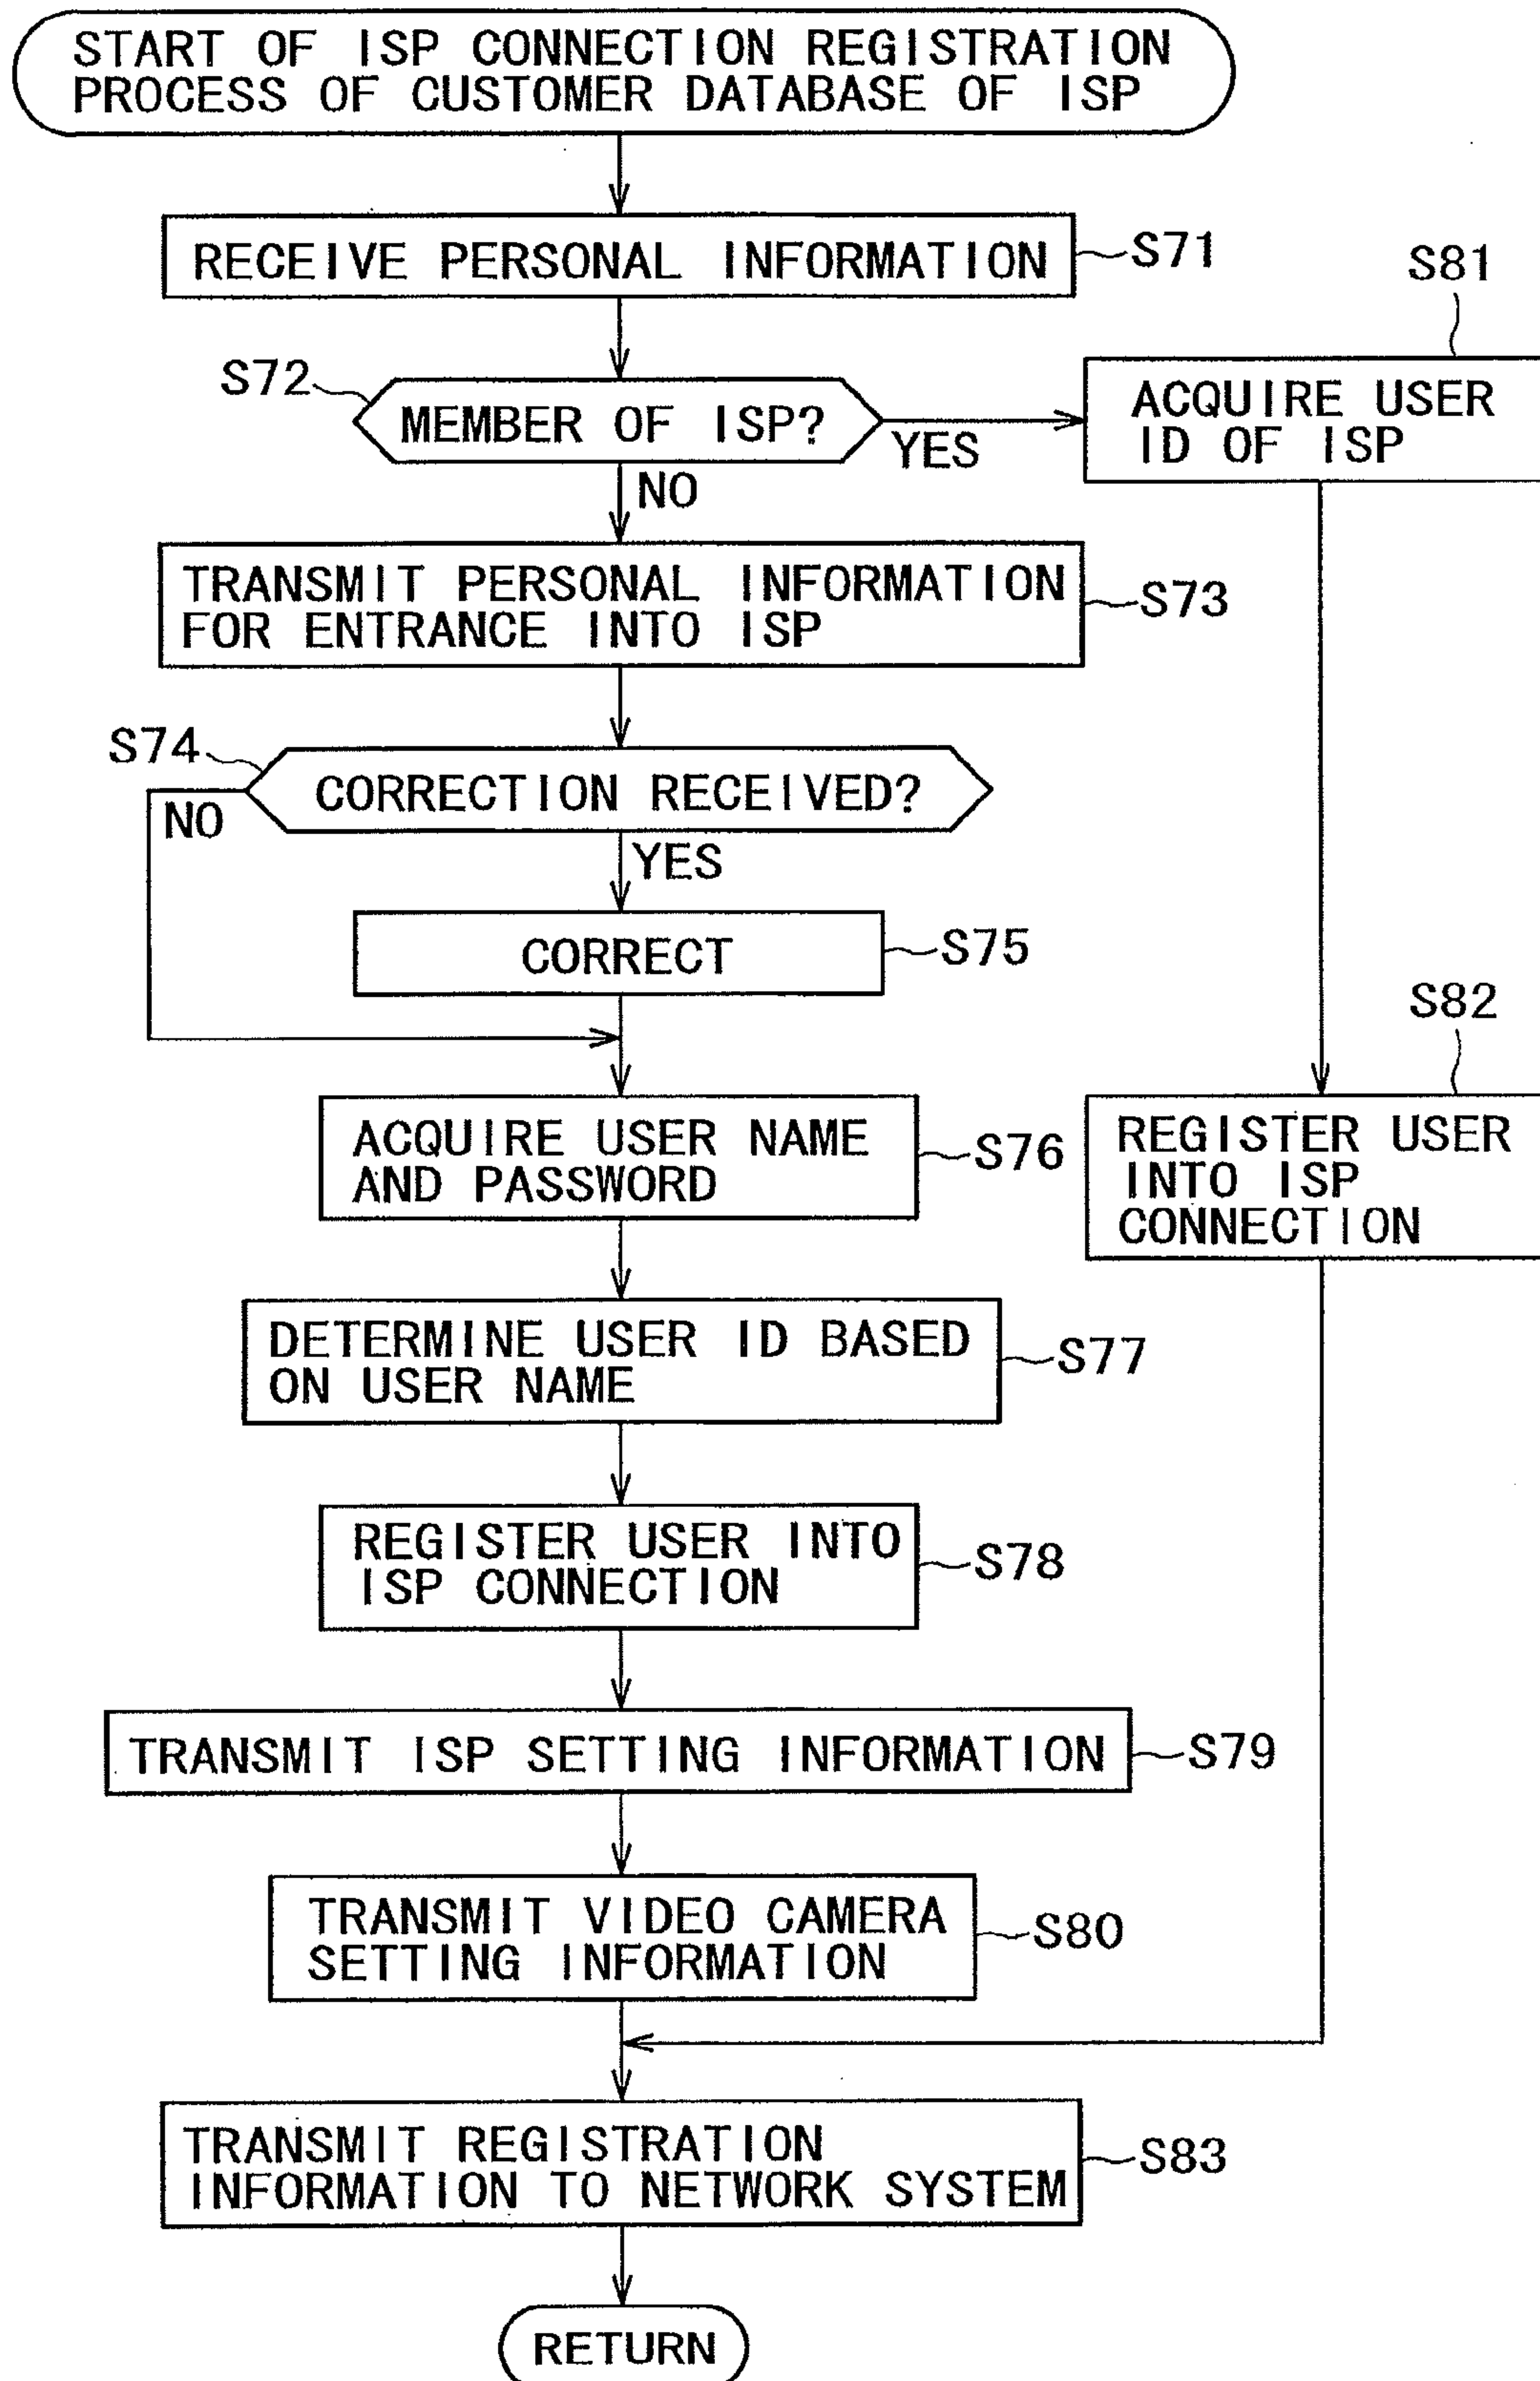 START OF ISP CONNECTION REGISTRATION
PROCESS OF CUSTOMER DATABASE OF ISP
RECEIVE PERSONAL INFORMATION
S71
S81
S72
MEMBER OF ISP?
YES
ACQUIRE USER
ID OF ISP
NO
TRANSMIT PERSONAL INFORMATION
FOR ENTRANCE INTO ISP
S73
S74
CORRECTION RECEIVED?
NO
YES
CORRECT
S75
S82
ACQUIRE USER NAME
AND PASSWORD
S76
REGISTER USER
INTO ISP
CONNECTION
DETERMINE USER ID BASED
ON USER NAME
S77
REGISTER USER INTO
ISP CONNECTION
S78
TRANSMIT ISP SETTING INFORMATION
S79
TRANSMIT VIDEO CAMERA
SETTING INFORMATION
S80
TRANSMIT REGISTRATION
INFORMATION TO NETWORK SYSTEM
S83
RETURN